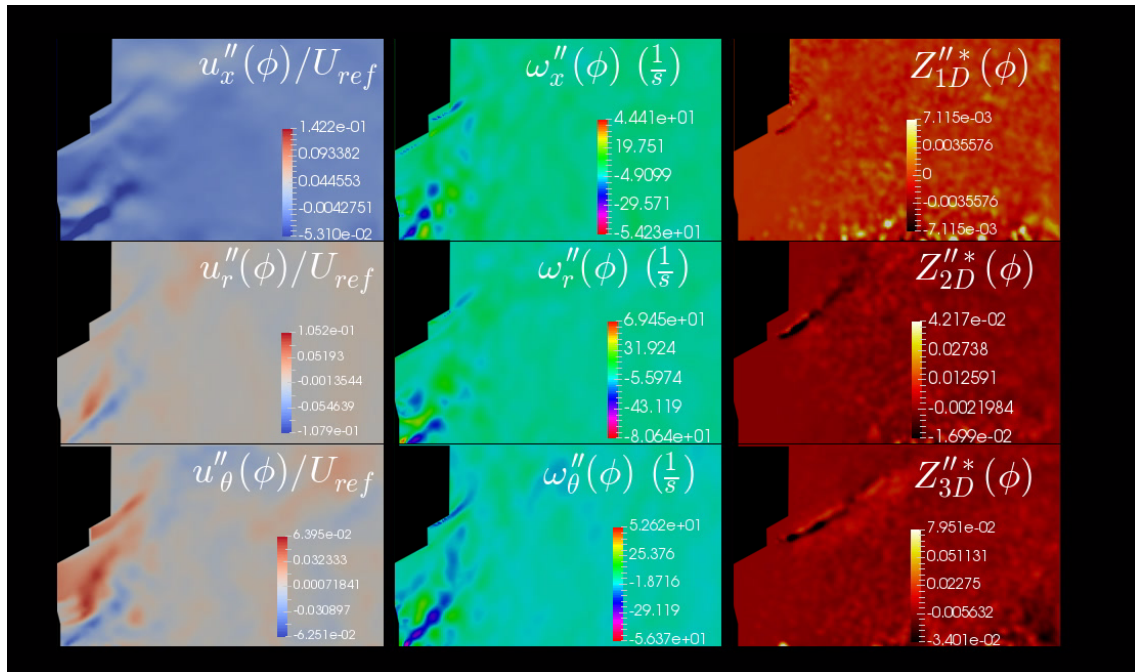 u″ₓ(ϕ)/U_ref
1.422e-01
0.093382
0.044553
-0.0042751
-5.310e-02
ω″ₓ(ϕ) (1/s)
4.441e+01
19.751
-4.9099
-29.571
-5.423e+01
Z″*_1D(ϕ)
7.115e-03
0.0035576
0
-0.0035576
-7.115e-03
u″ᵣ(ϕ)/U_ref
1.052e-01
0.05193
-0.0013544
-0.054639
-1.079e-01
ω″ᵣ(ϕ) (1/s)
6.945e+01
31.924
-5.5974
-43.119
-8.064e+01
Z″*_2D(ϕ)
4.217e-02
0.02738
0.012591
-0.0021984
-1.699e-02
u″_θ(ϕ)/U_ref
6.395e-02
0.032333
0.00071841
-0.030897
-6.251e-02
ω″_θ(ϕ) (1/s)
5.262e+01
25.376
-1.8716
-29.119
-5.637e+01
Z″*_3D(ϕ)
7.951e-02
0.051131
0.02275
-0.005632
-3.401e-02